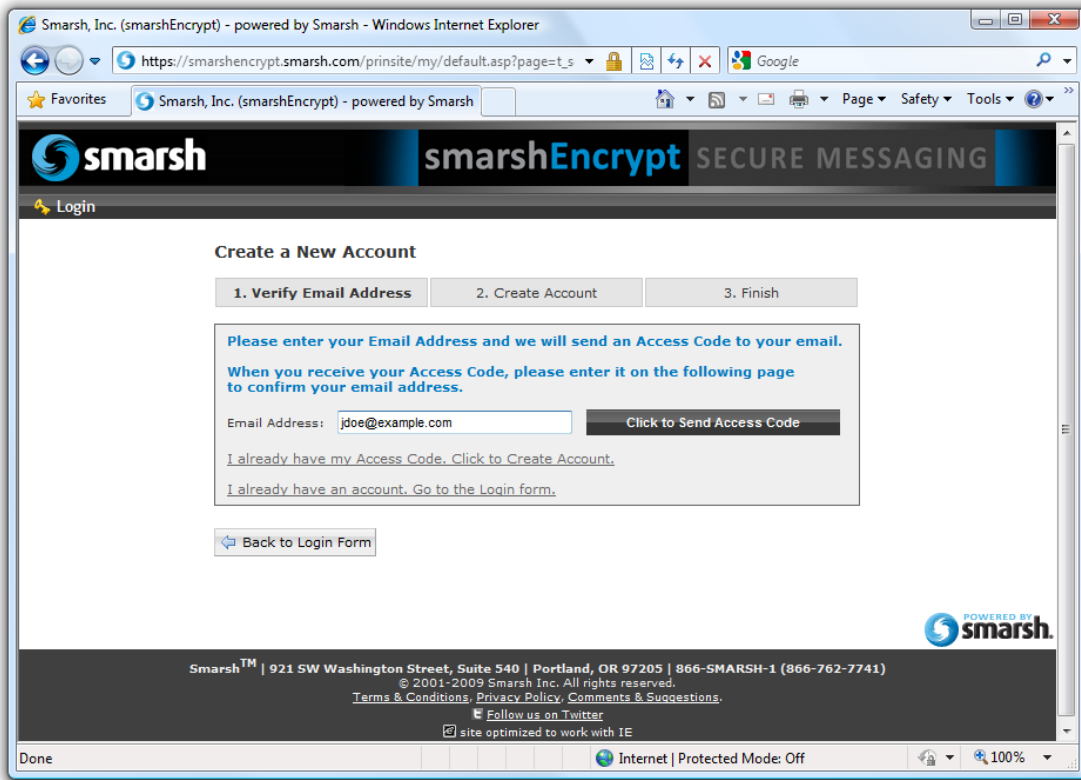 Smarsh, Inc. (smarshEncrypt) - powered by Smarsh - Windows Internet Explorer
https://smarshencrypt.smarsh.com/prinsite/my/default.asp?page=t_s
Google
Favorites
Smarsh, Inc. (smarshEncrypt) - powered by Smarsh
Page Safety Tools
smarsh
smarshEncrypt SECURE MESSAGING
Login
Create a New Account
1. Verify Email Address 2. Create Account 3. Finish
Please enter your Email Address and we will send an Access Code to your email.
When you receive your Access Code, please enter it on the following page
to confirm your email address.
Email Address: jdoe@example.com Click to Send Access Code
I already have my Access Code. Click to Create Account.
I already have an account. Go to the Login form.
Back to Login Form
POWERED BY
smarsh.
Smarsh™ | 921 SW Washington Street, Suite 540 | Portland, OR 97205 | 866-SMARSH-1 (866-762-7741)
© 2001-2009 Smarsh Inc. All rights reserved.
Terms & Conditions, Privacy Policy, Comments & Suggestions.
Follow us on Twitter
site optimized to work with IE
Done Internet | Protected Mode: Off 100%